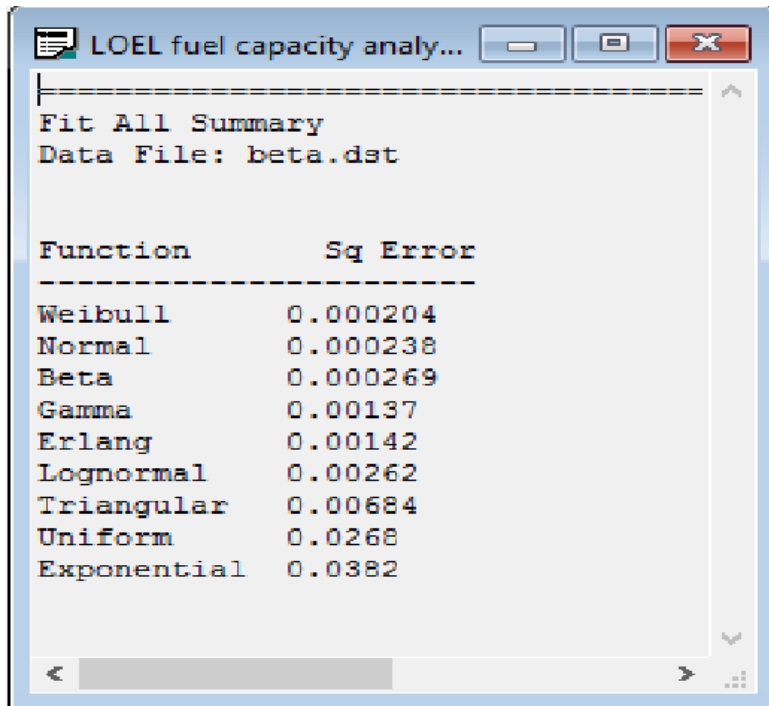 LOEL fuel capacity analy...
====================================
Fit All Summary
Data File: beta.dst
Function Sq Error
------------------------
Weibull 0.000204
Normal 0.000238
Beta 0.000269
Gamma 0.00137
Erlang 0.00142
Lognormal 0.00262
Triangular 0.00684
Uniform 0.0268
Exponential 0.0382